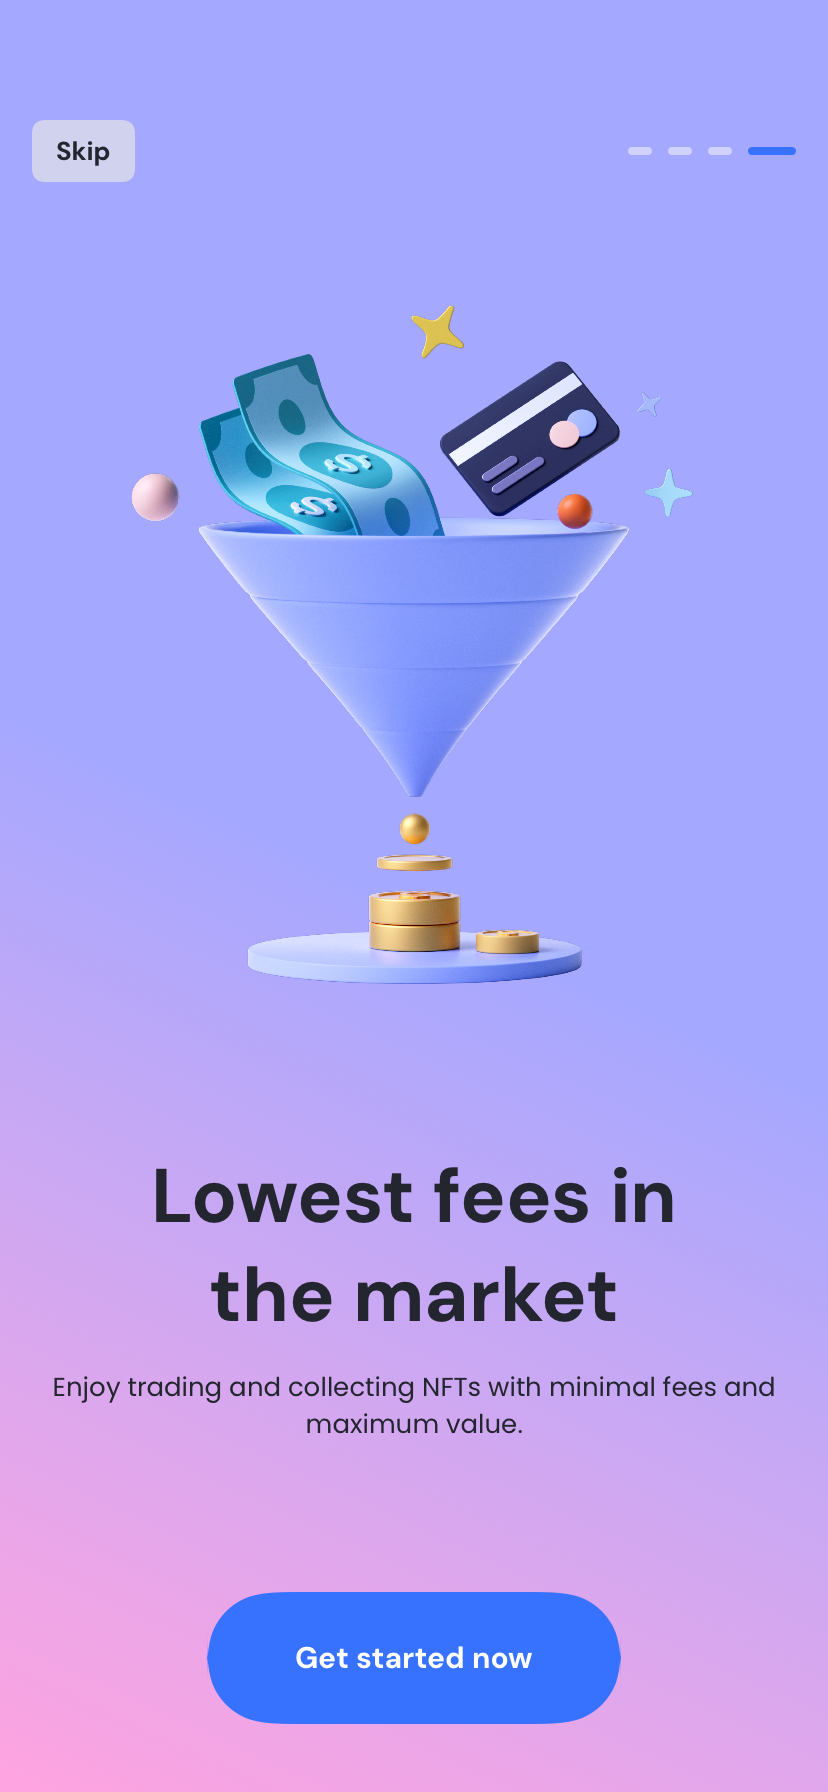 Skip
Lowest fees in
the market
Enjoy trading and collecting NFTs with minimal fees and
maximum value.
Get started now